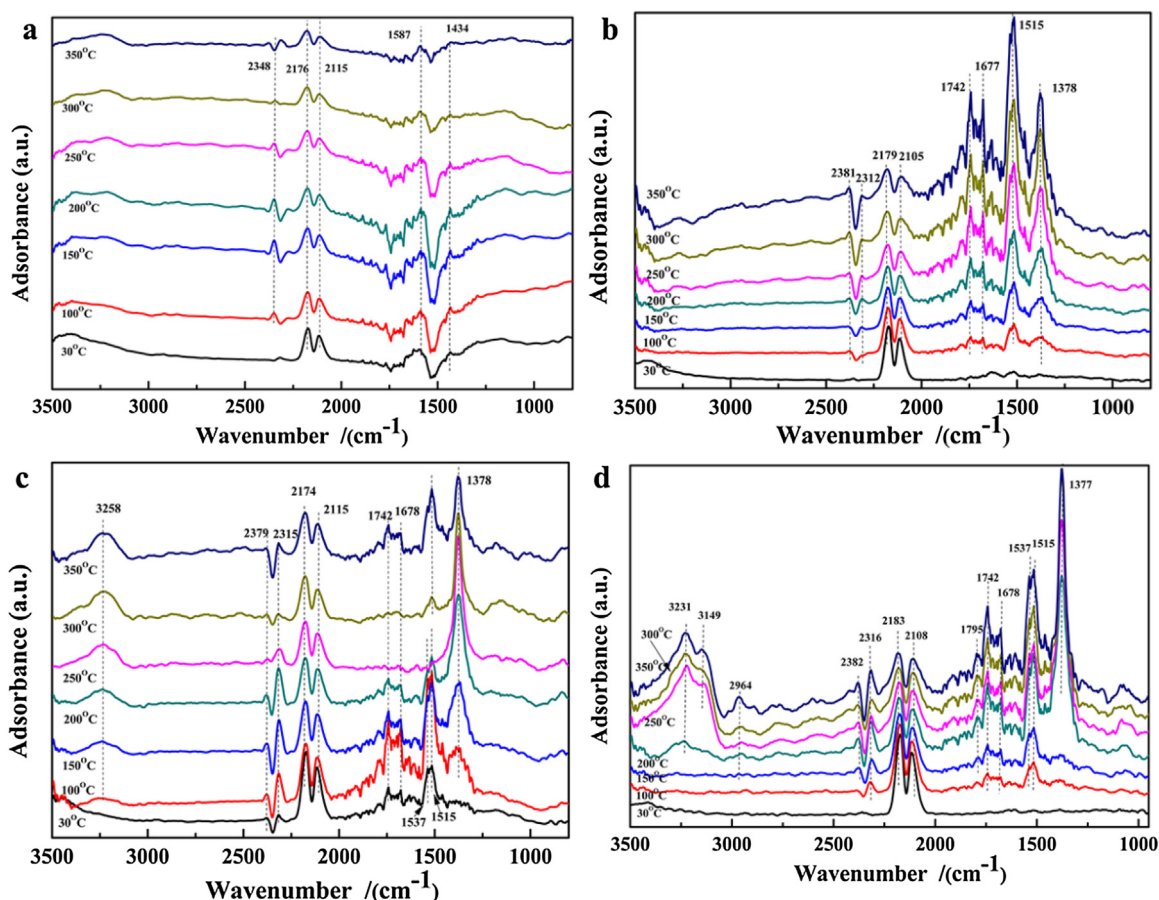 a
1587
1434
350°C
2348
2176
2115
300°C
250°C
200°C
150°C
100°C
30°C
Adsorbance (a.u.)
3500 3000 2500 2000 1500 1000
Wavenumber /(cm-1)
b
1515
1742
1677
1378
2179
2105
2381
2312
350°C
300°C
250°C
200°C
150°C
100°C
30°C
Adsorbance (a.u.)
3500 3000 2500 2000 1500 1000
Wavenumber /(cm-1)
c
1378
2174
3258
2115
1742
1678
2379
2315
350°C
300°C
250°C
200°C
150°C
100°C
30°C
1537
1515
Adsorbance (a.u.)
3500 3000 2500 2000 1500 1000
Wavenumber /(cm-1)
d
1377
1537
1515
1742
3231
3149
2183
1678
300°C
2316
2108
1795
350°C
2964
2382
250°C
200°C
150°C
100°C
30°C
Adsorbance (a.u.)
3500 3000 2500 2000 1500 1000
Wavenumber /(cm-1)